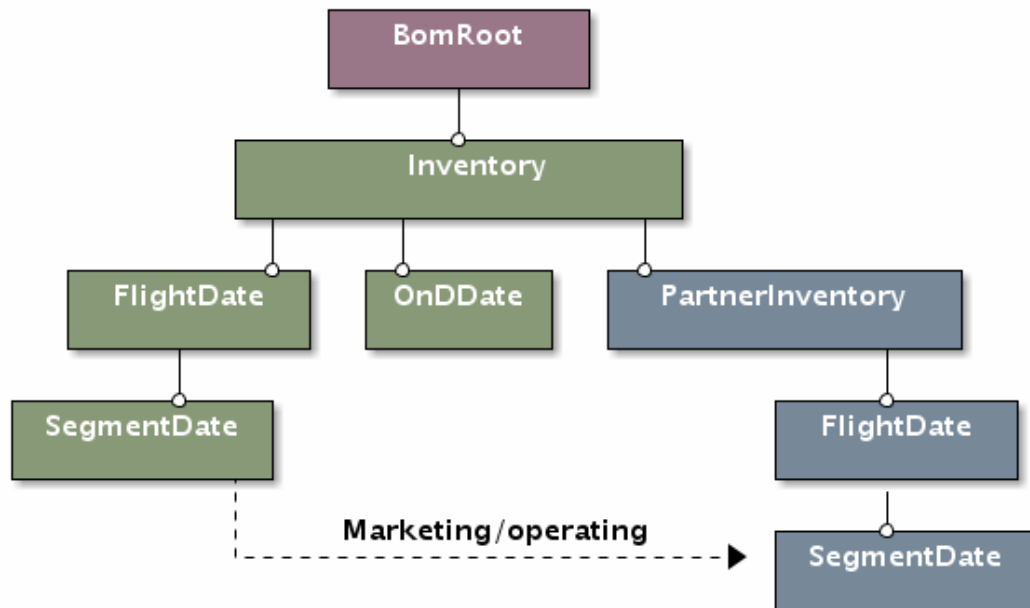 BomRoot
Inventory
FlightDate
OnDDate
PartnerInventory
SegmentDate
FlightDate
Marketing/operating
SegmentDate